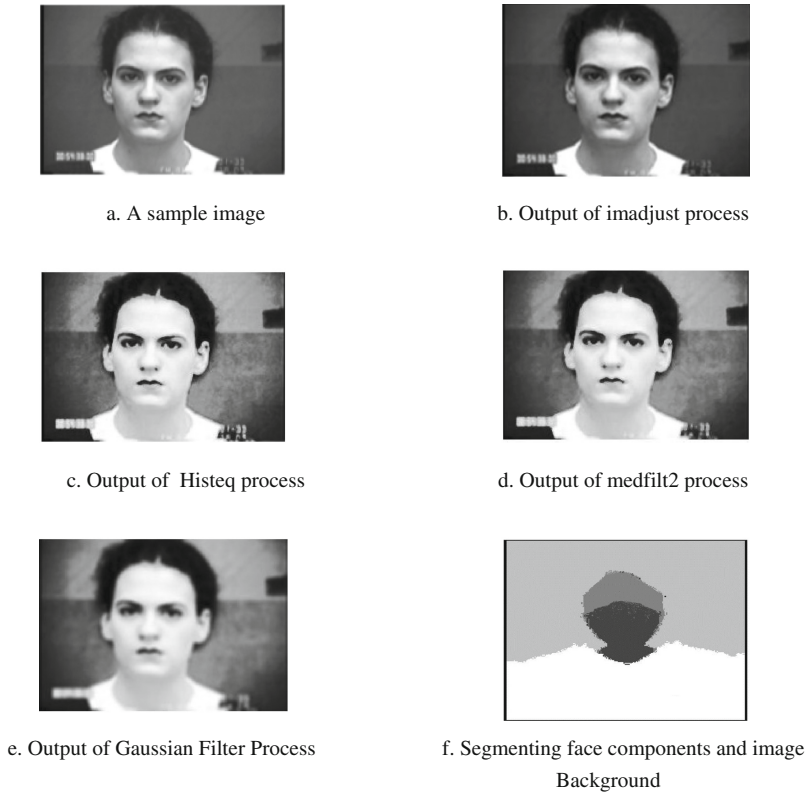 a. A sample image
b. Output of imadjust process
c. Output of Histeq process
d. Output of medfilt2 process
e. Output of Gaussian Filter Process
f. Segmenting face components and image
Background